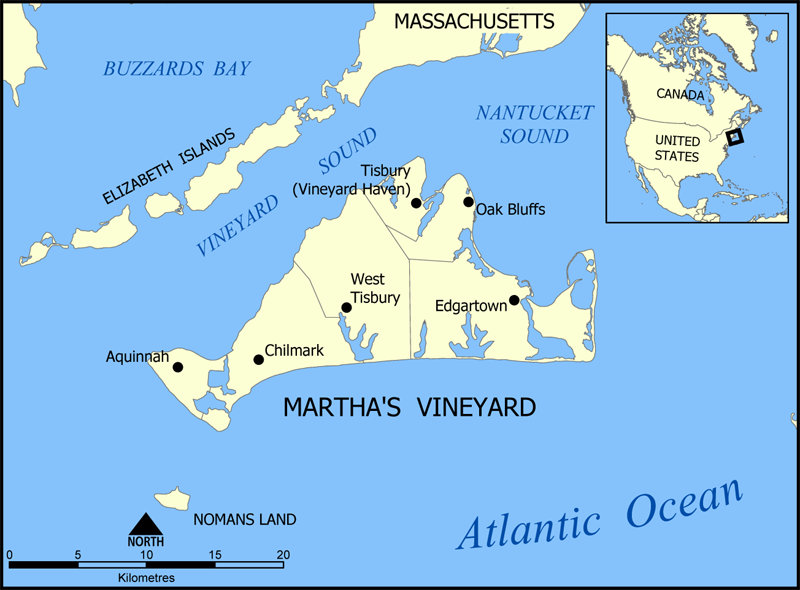 MASSACHUSETTS
BUZZARDS BAY
CANADA
NANTUCKET
SOUND
UNITED
STATES
ELIZABETH ISLANDS
VINEYARD SOUND
Tisbury
(Vineyard Haven)
Oak Bluffs
West
Tisbury
Edgartown
Aquinnah
Chilmark
MARTHA'S VINEYARD
Atlantic Ocean
NOMANS LAND
NORTH
0 5 10 15 20
Kilometres